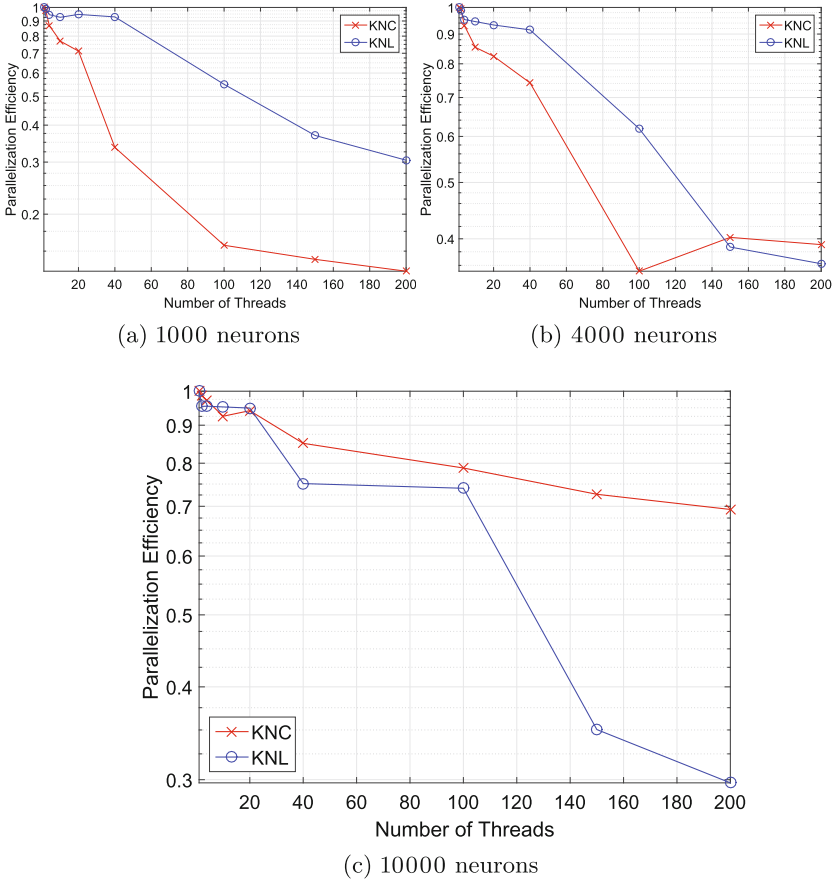 1
0.9
0.8
0.7
0.6
0.5
0.4
0.3
0.2
Parallelization Efficiency
KNC
KNL
20 40 60 80 100 120 140 160 180 200
Number of Threads
(a) 1000 neurons
1
0.9
0.8
0.7
0.6
0.5
0.4
Parallelization Efficiency
KNC
KNL
20 40 60 80 100 120 140 160 180 200
Number of Threads
(b) 4000 neurons
1
0.9
0.8
0.7
0.6
0.5
0.4
0.3
Parallelization Efficiency
KNC
KNL
20 40 60 80 100 120 140 160 180 200
Number of Threads
(c) 10000 neurons